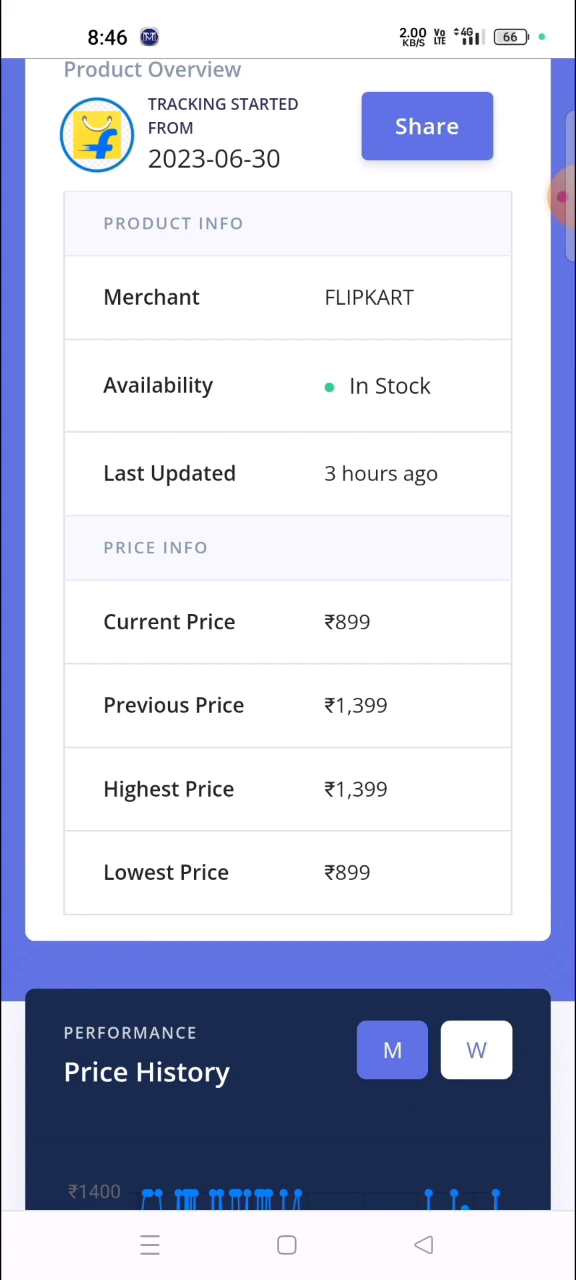 8:46 2.00 KB/S Vo LTE 4G 66
Product Overview
TRACKING STARTED
FROM
2023-06-30
Share
PRODUCT INFO
Merchant FLIPKART
Availability In Stock
Last Updated 3 hours ago
PRICE INFO
Current Price ₹899
Previous Price ₹1,399
Highest Price ₹1,399
Lowest Price ₹899
PERFORMANCE
Price History
M W
₹1400